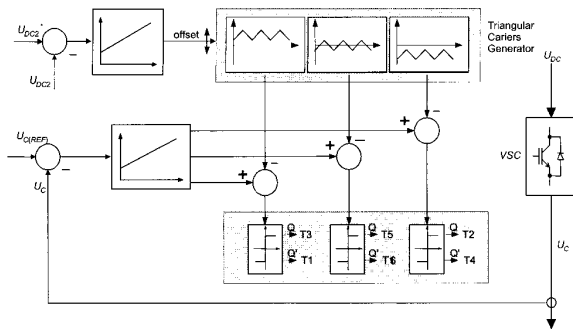 U_DC2*
U_DC2
offset
Triangular
Cariers
Generator
U_DC
U_C(REF)
U_C
VSC
U_C
Q T3
Q' T1
Q T5
Q' T6
Q T2
Q' T4